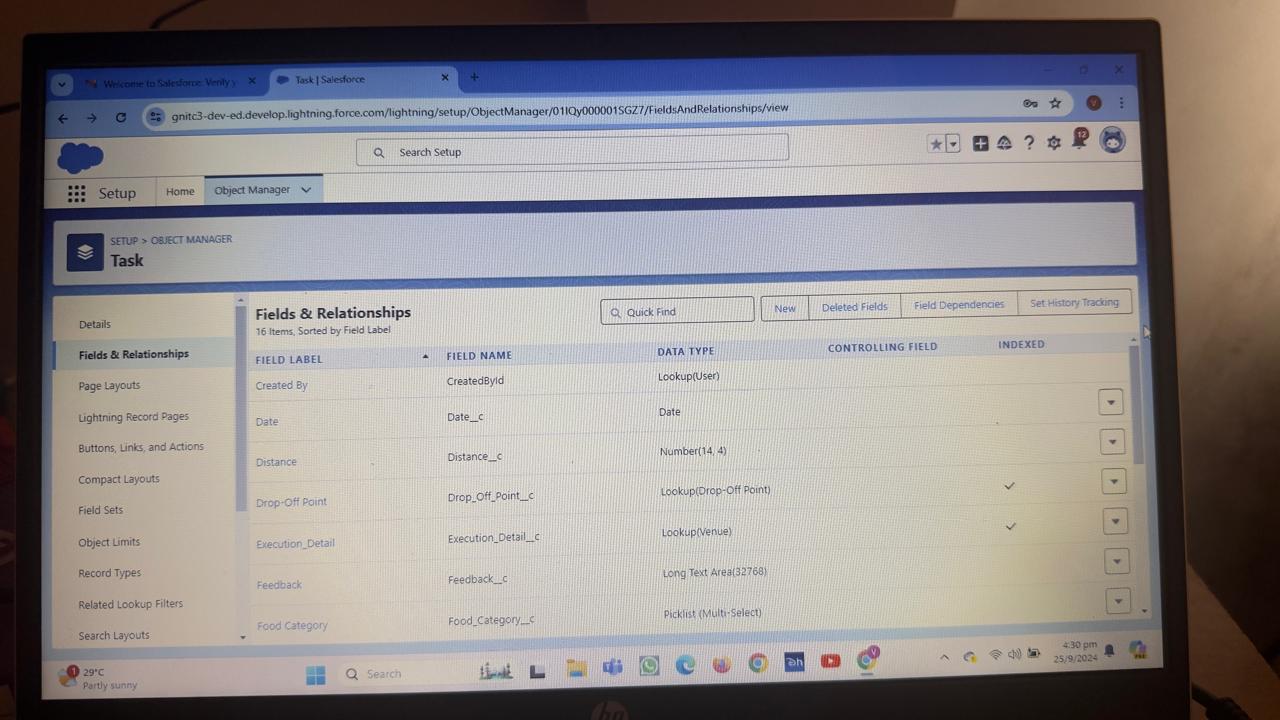 Welcome to Salesforce: Verify y
Task | Salesforce
gnitc3-dev-ed.develop.lightning.force.com/lightning/setup/ObjectManager/01IQy000001SGZ7/FieldsAndRelationships/view
V
Search Setup
12
Setup
Home
Object Manager
SETUP > OBJECT MANAGER
Task
Details
Fields & Relationships
Page Layouts
Lightning Record Pages
Buttons, Links, and Actions
Compact Layouts
Field Sets
Object Limits
Record Types
Related Lookup Filters
Search Layouts
Fields & Relationships
16 Items, Sorted by Field Label
Quick Find
New
Deleted Fields
Field Dependencies
Set History Tracking
FIELD LABEL FIELD NAME DATA TYPE CONTROLLING FIELD INDEXED
Created By CreatedById Lookup(User)
Date Date__c Date
Distance Distance__c Number(14, 4)
Drop-Off Point Drop_Off_Point__c Lookup(Drop-Off Point)
Execution_Detail Execution_Detail__c Lookup(Venue)
Feedback Feedback__c Long Text Area(32768)
Food Category Food_Category__c Picklist (Multi-Select)
1
29°C
Partly sunny
Search
V
4:30 pm
25/9/2024
hp